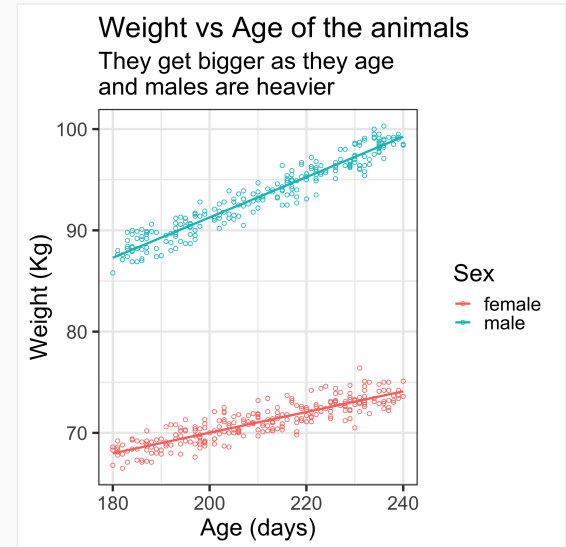 Weight vs Age of the animals
They get bigger as they age
and males are heavier
100
90
80
70
Weight (Kg)
180 200 220 240
Age (days)
Sex
female
male